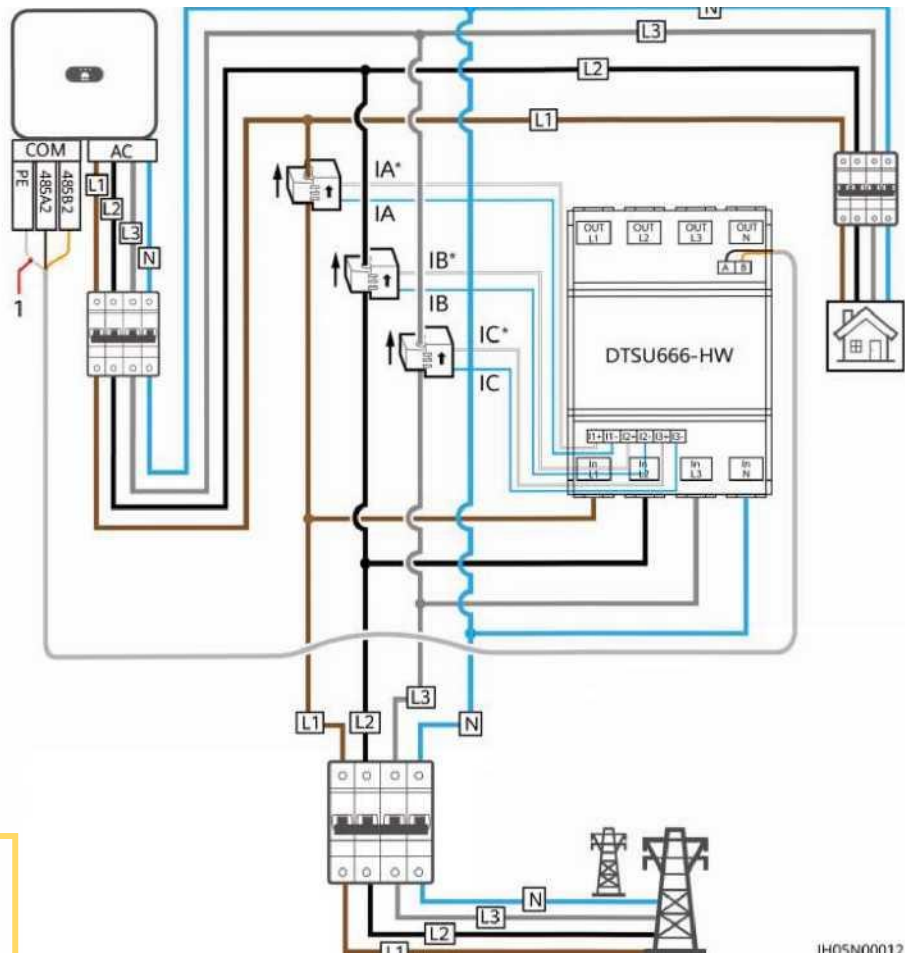 N
L3
L2
L1
COM
AC
PE
485A2
485B2
L1
L2
L3
N
1
IA*
IA
IB*
IB
IC*
IC
OUT L1
OUT L2
OUT L3
OUT N
A B
DTSU666-HW
I1+ I1- I2+ I2- I3+ I3-
In L1
In L2
In L3
In N
L1
L2
L3
N
N
L3
L2
L1
IH05N00012